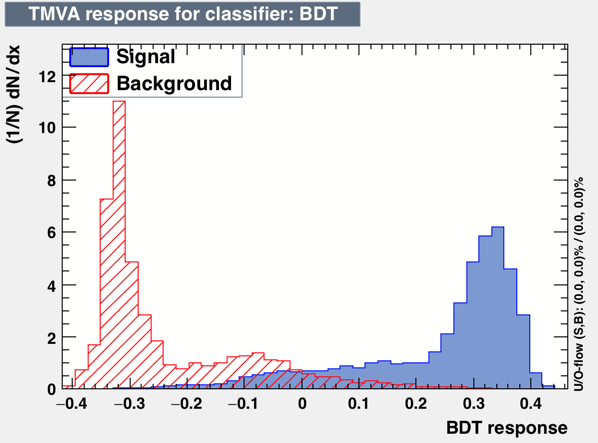 TMVA response for classifier: BDT
Signal
Background
(1/N) dN / dx
12
10
8
6
4
2
0
−0.4 −0.3 −0.2 −0.1 0 0.1 0.2 0.3 0.4
BDT response
U/O-flow (S,B): (0.0, 0.0)% / (0.0, 0.0)%